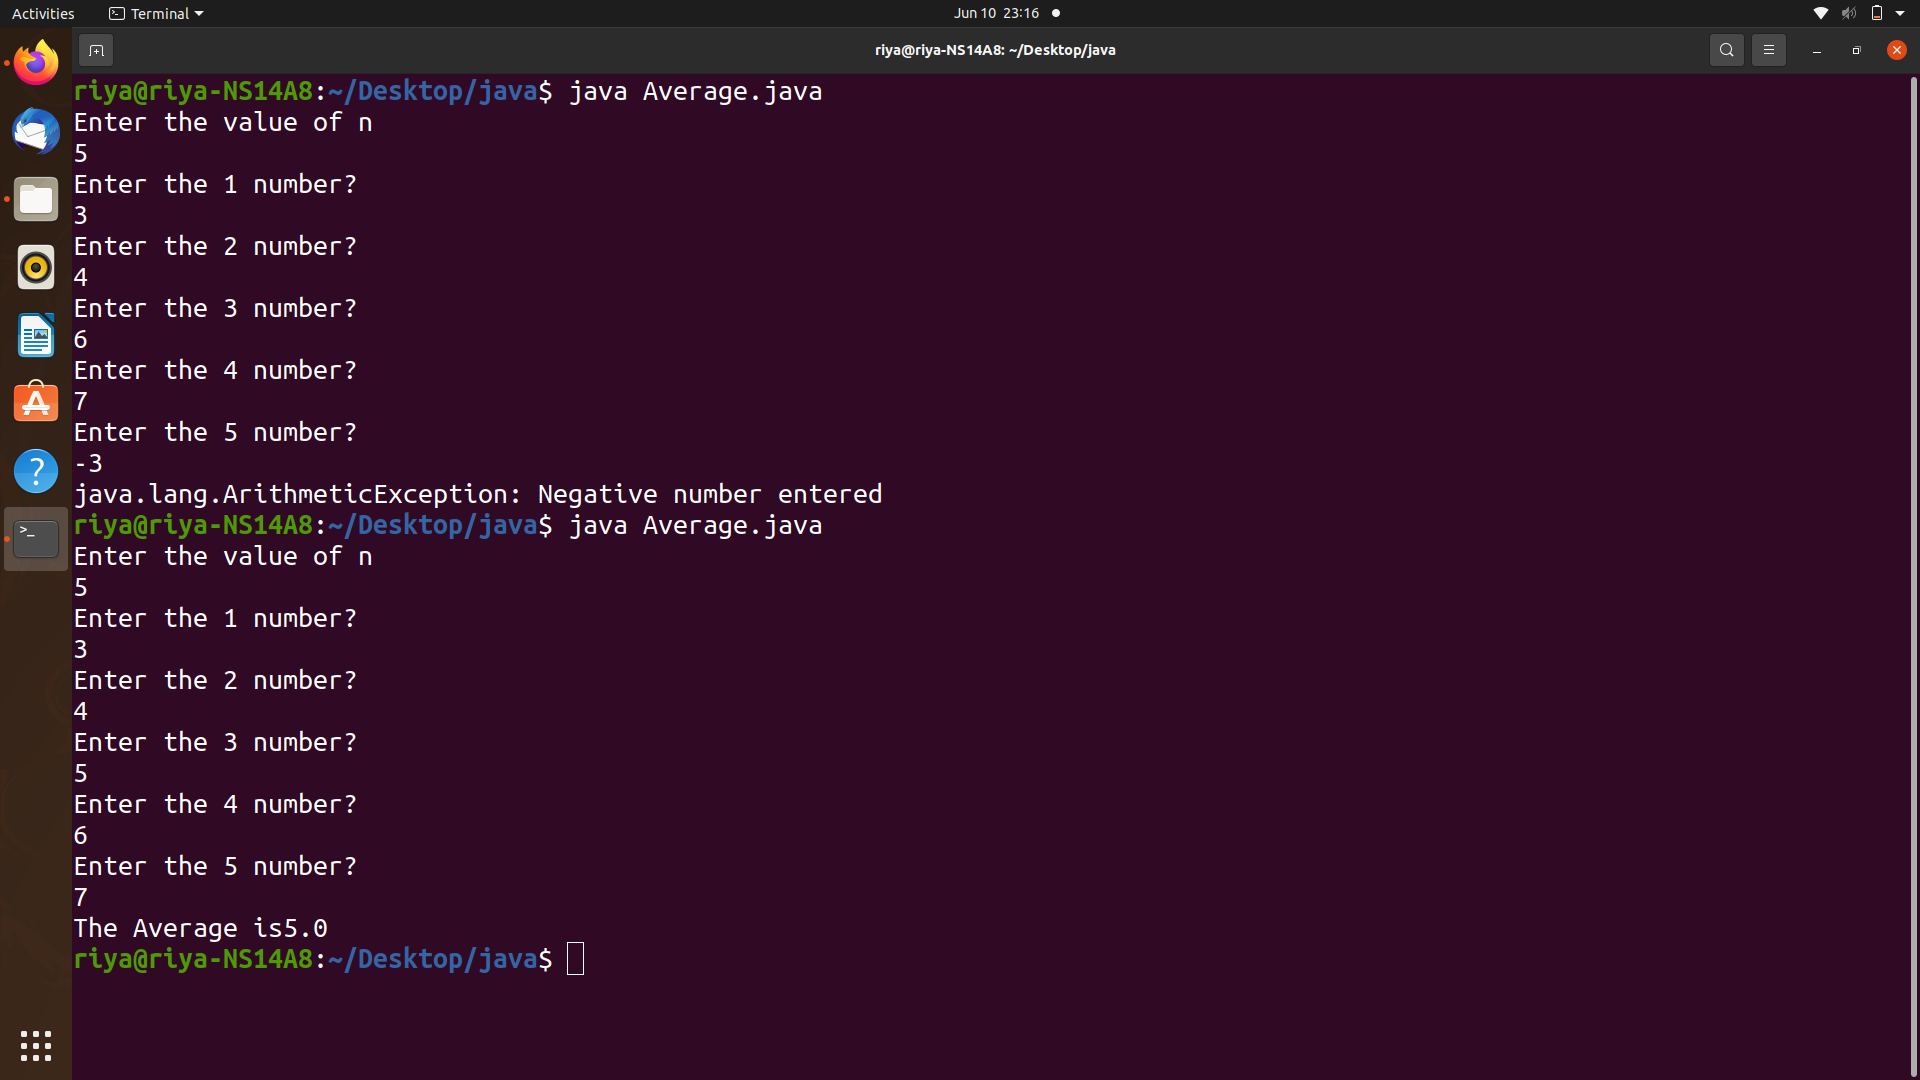 Activities Terminal Jun 10 23:16
riya@riya-NS14A8: ~/Desktop/java
riya@riya-NS14A8:~/Desktop/java$ java Average.java
Enter the value of n
5
Enter the 1 number?
3
Enter the 2 number?
4
Enter the 3 number?
6
Enter the 4 number?
7
Enter the 5 number?
-3
java.lang.ArithmeticException: Negative number entered
riya@riya-NS14A8:~/Desktop/java$ java Average.java
Enter the value of n
5
Enter the 1 number?
3
Enter the 2 number?
4
Enter the 3 number?
5
Enter the 4 number?
6
Enter the 5 number?
7
The Average is5.0
riya@riya-NS14A8:~/Desktop/java$